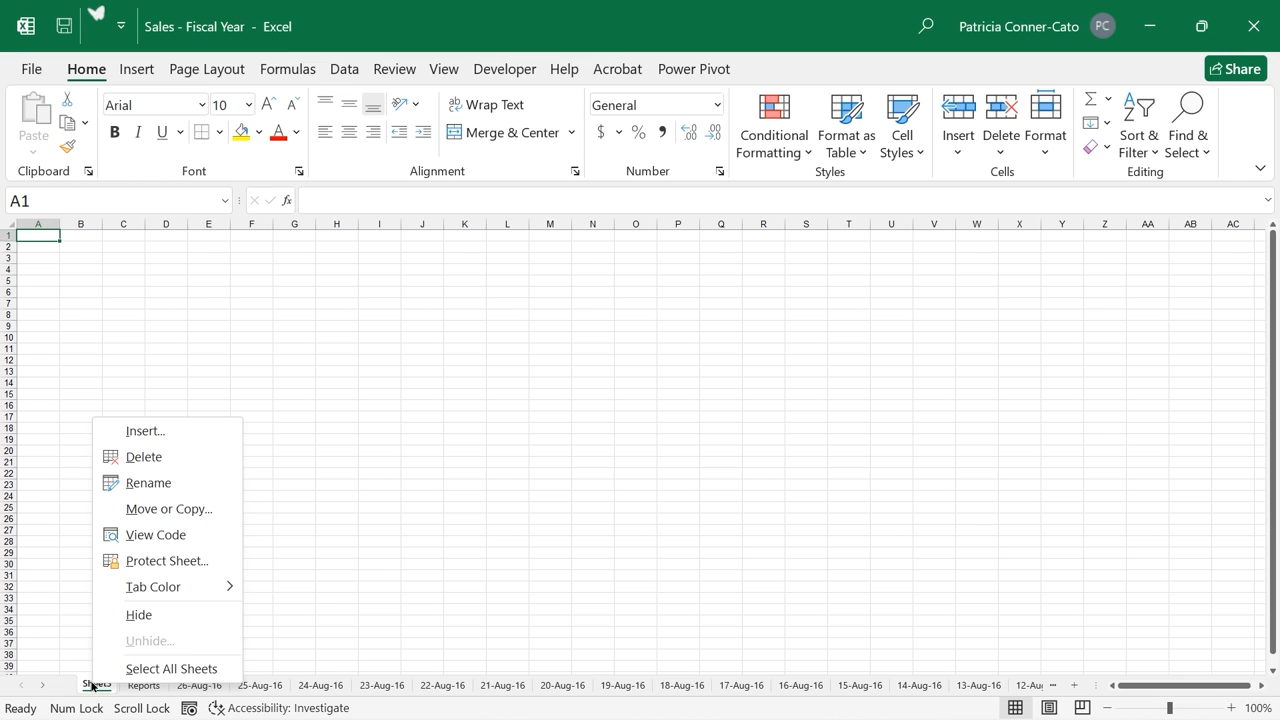 Sales - Fiscal Year - Excel
Patricia Conner-Cato PC
File Home Insert Page Layout Formulas Data Review View Developer Help Acrobat Power Pivot Share
Paste
Clipboard
Arial 10
B I U A
Font
Wrap Text
Merge & Center
Alignment
General
$ % ,
Number
Conditional Formatting
Format as Table
Cell Styles
Styles
Insert Delete Format
Cells
Sort & Filter
Find & Select
Editing
A1 fx
A B C D E F G H I J K L M N O P Q R S T U V W X Y Z AA AB AC
1
2
3
4
5
6
7
8
9
10
11
12
13
14
15
16
17
18
19
20
21
22
23
24
25
26
27
28
29
30
31
32
33
34
35
36
37
38
39
Insert...
Delete
Rename
Move or Copy...
View Code
Protect Sheet...
Tab Color
Hide
Unhide...
Select All Sheets
Sheets Reports 26-Aug-16 25-Aug-16 24-Aug-16 23-Aug-16 22-Aug-16 21-Aug-16 20-Aug-16 19-Aug-16 18-Aug-16 17-Aug-16 16-Aug-16 15-Aug-16 14-Aug-16 13-Aug-16 12-Au ...
Ready Num Lock Scroll Lock Accessibility: Investigate 100%